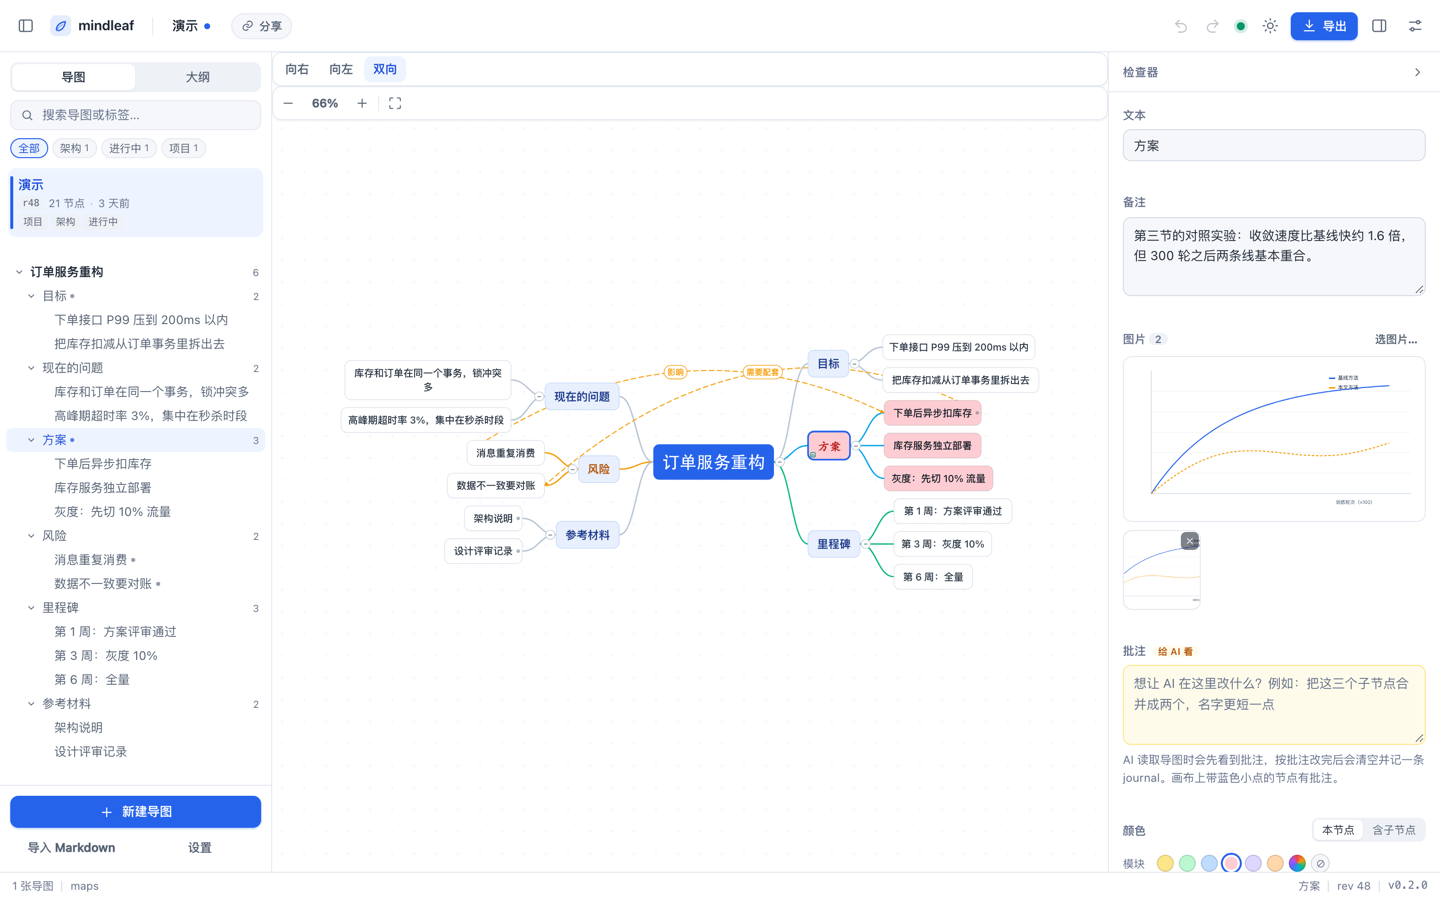 mindleaf
演示
分享
导出
导图
大纲
搜索导图或标签...
全部
架构 1
进行中 1
项目 1
演示
r48 21 节点 · 3 天前
项目 架构 进行中
订单服务重构 6
目标 2
下单接口 P99 压到 200ms 以内
把库存扣减从订单事务里拆出去
现在的问题 2
库存和订单在同一个事务，锁冲突多
高峰期超时率 3%，集中在秒杀时段
方案 3
下单后异步扣库存
库存服务独立部署
灰度：先切 10% 流量
风险 2
消息重复消费
数据不一致要对账
里程碑 3
第 1 周：方案评审通过
第 3 周：灰度 10%
第 6 周：全量
参考材料 2
架构说明
设计评审记录
新建导图
导入 Markdown
设置
向右 向左 双向
66%
库存和订单在同一个事务，锁冲突
多
高峰期超时率 3%，集中在秒杀时段
现在的问题
消息重复消费
数据不一致要对账
风险
架构说明
设计评审记录
参考材料
影响
需要配套
订单服务重构
目标
下单接口 P99 压到 200ms 以内
把库存扣减从订单事务里拆出去
方案
下单后异步扣库存
库存服务独立部署
灰度：先切 10% 流量
里程碑
第 1 周：方案评审通过
第 3 周：灰度 10%
第 6 周：全量
检查器
文本
方案
备注
第三节的对照实验：收敛速度比基线快约 1.6 倍，
但 300 轮之后两条线基本重合。
图片 2
选图片...
基线方法
本文方法
训练轮次 (x102)
批注 给 AI 看
想让 AI 在这里改什么？例如：把这三个子节点合
并成两个，名字更短一点
AI 读取导图时会先看到批注，按批注改完后会清空并记一条
journal。画布上带蓝色小点的节点有批注。
颜色
本节点 含子节点
模块
1 张导图 maps
方案 rev 48 v0.2.0